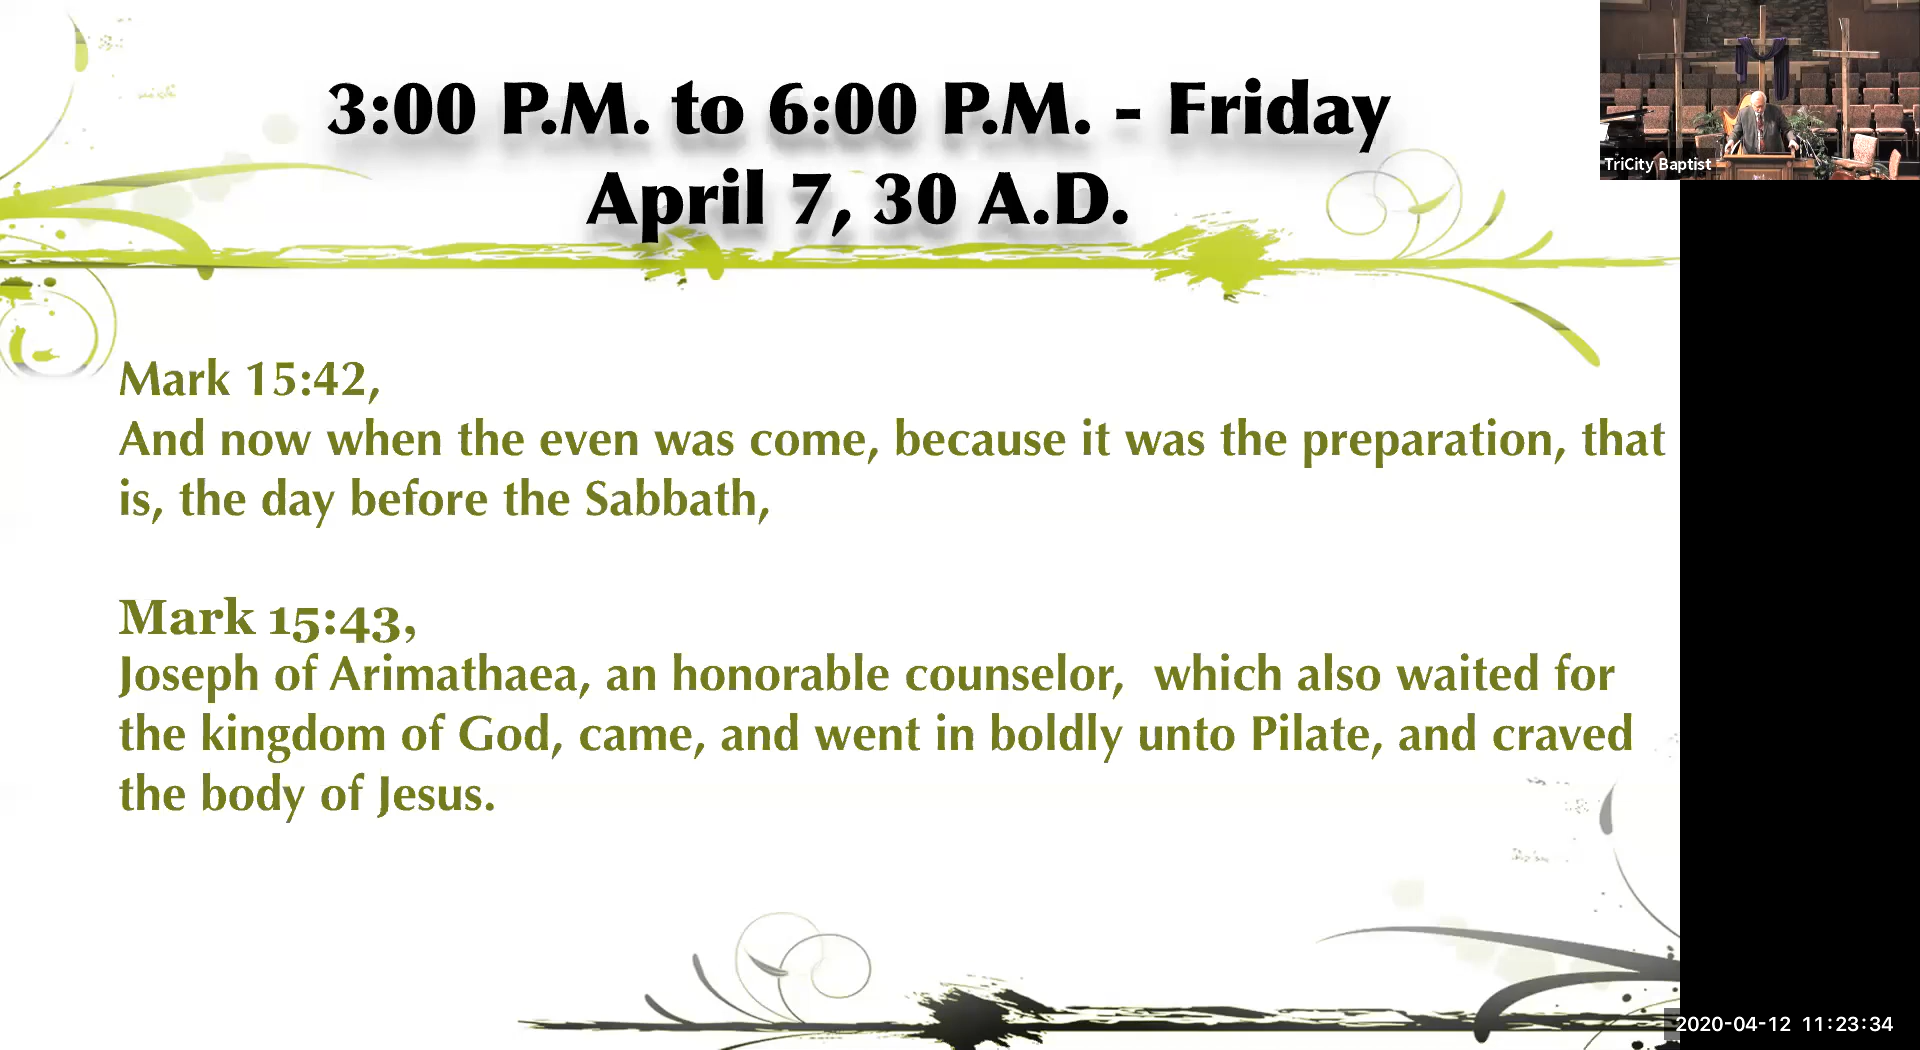 3:00 P.M. to 6:00 P.M. - Friday
April 7, 30 A.D.
TriCity Baptist
Mark 15:42,
And now when the even was come, because it was the preparation, that
is, the day before the Sabbath,
Mark 15:43,
Joseph of Arimathaea, an honorable counselor,  which also waited for
the kingdom of God, came, and went in boldly unto Pilate, and craved
the body of Jesus.
2020-04-12 11:23:34